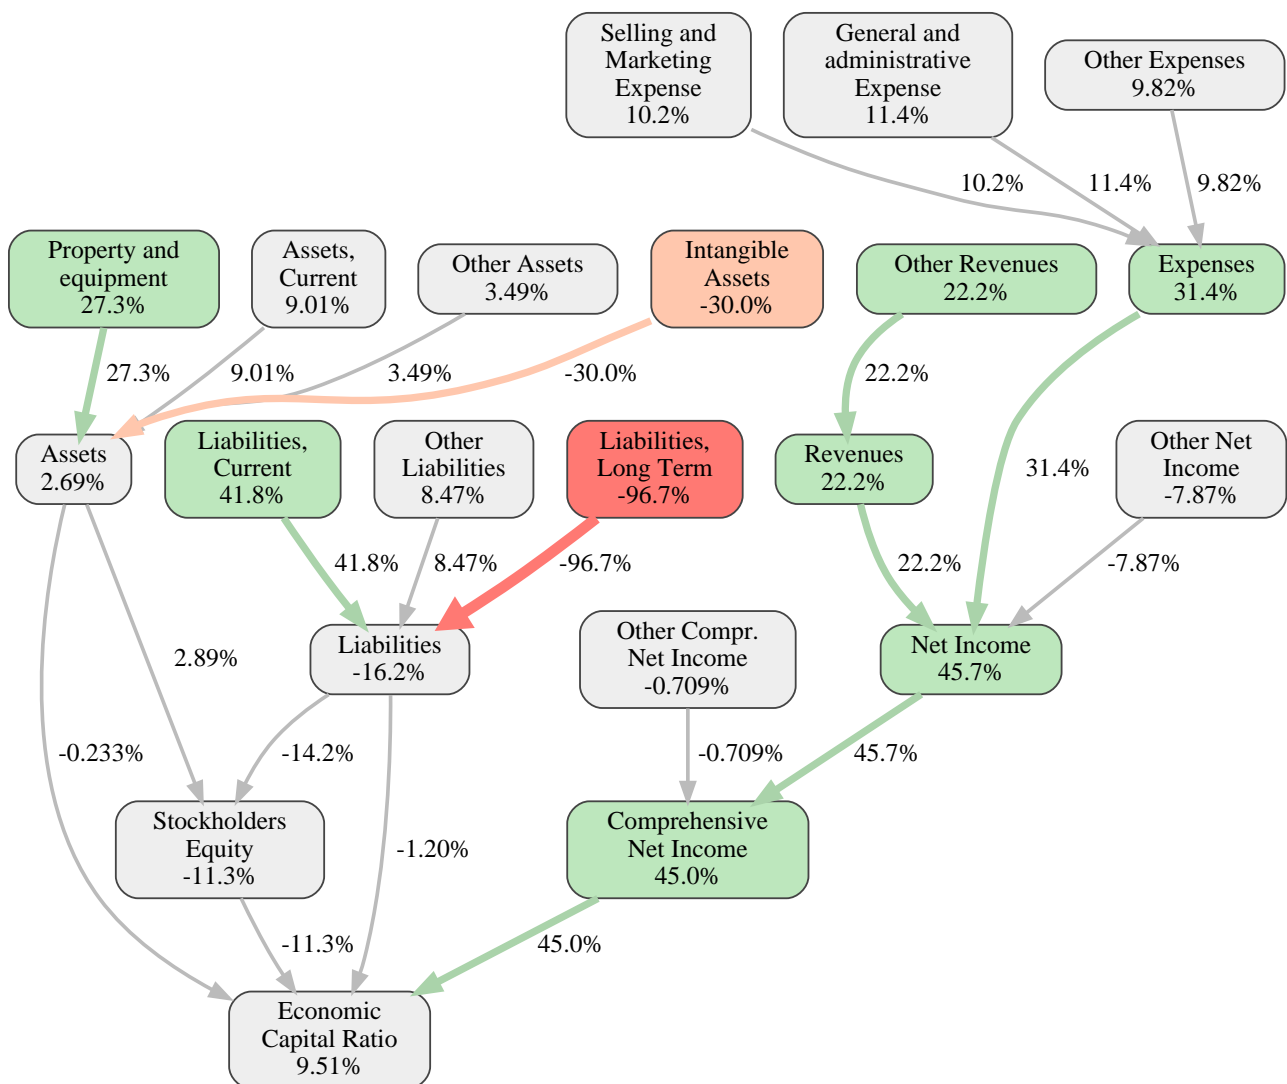 Selling and
Marketing
Expense
10.2%
General and
administrative
Expense
11.4%
Other Expenses
9.82%
10.2%
11.4%
9.82%
Property and
equipment
27.3%
Assets,
Current
9.01%
Other Assets
3.49%
Intangible
Assets
-30.0%
Other Revenues
22.2%
Expenses
31.4%
27.3%
9.01%
3.49%
-30.0%
22.2%
Assets
2.69%
Liabilities,
Current
41.8%
Other
Liabilities
8.47%
Liabilities,
Long Term
-96.7%
Revenues
22.2%
31.4%
Other Net
Income
-7.87%
41.8%
8.47%
-96.7%
22.2%
-7.87%
2.89%
Liabilities
-16.2%
Other Compr.
Net Income
-0.709%
Net Income
45.7%
-0.233%
-14.2%
-0.709%
45.7%
Stockholders
Equity
-11.3%
-1.20%
Comprehensive
Net Income
45.0%
-11.3%
45.0%
Economic
Capital Ratio
9.51%